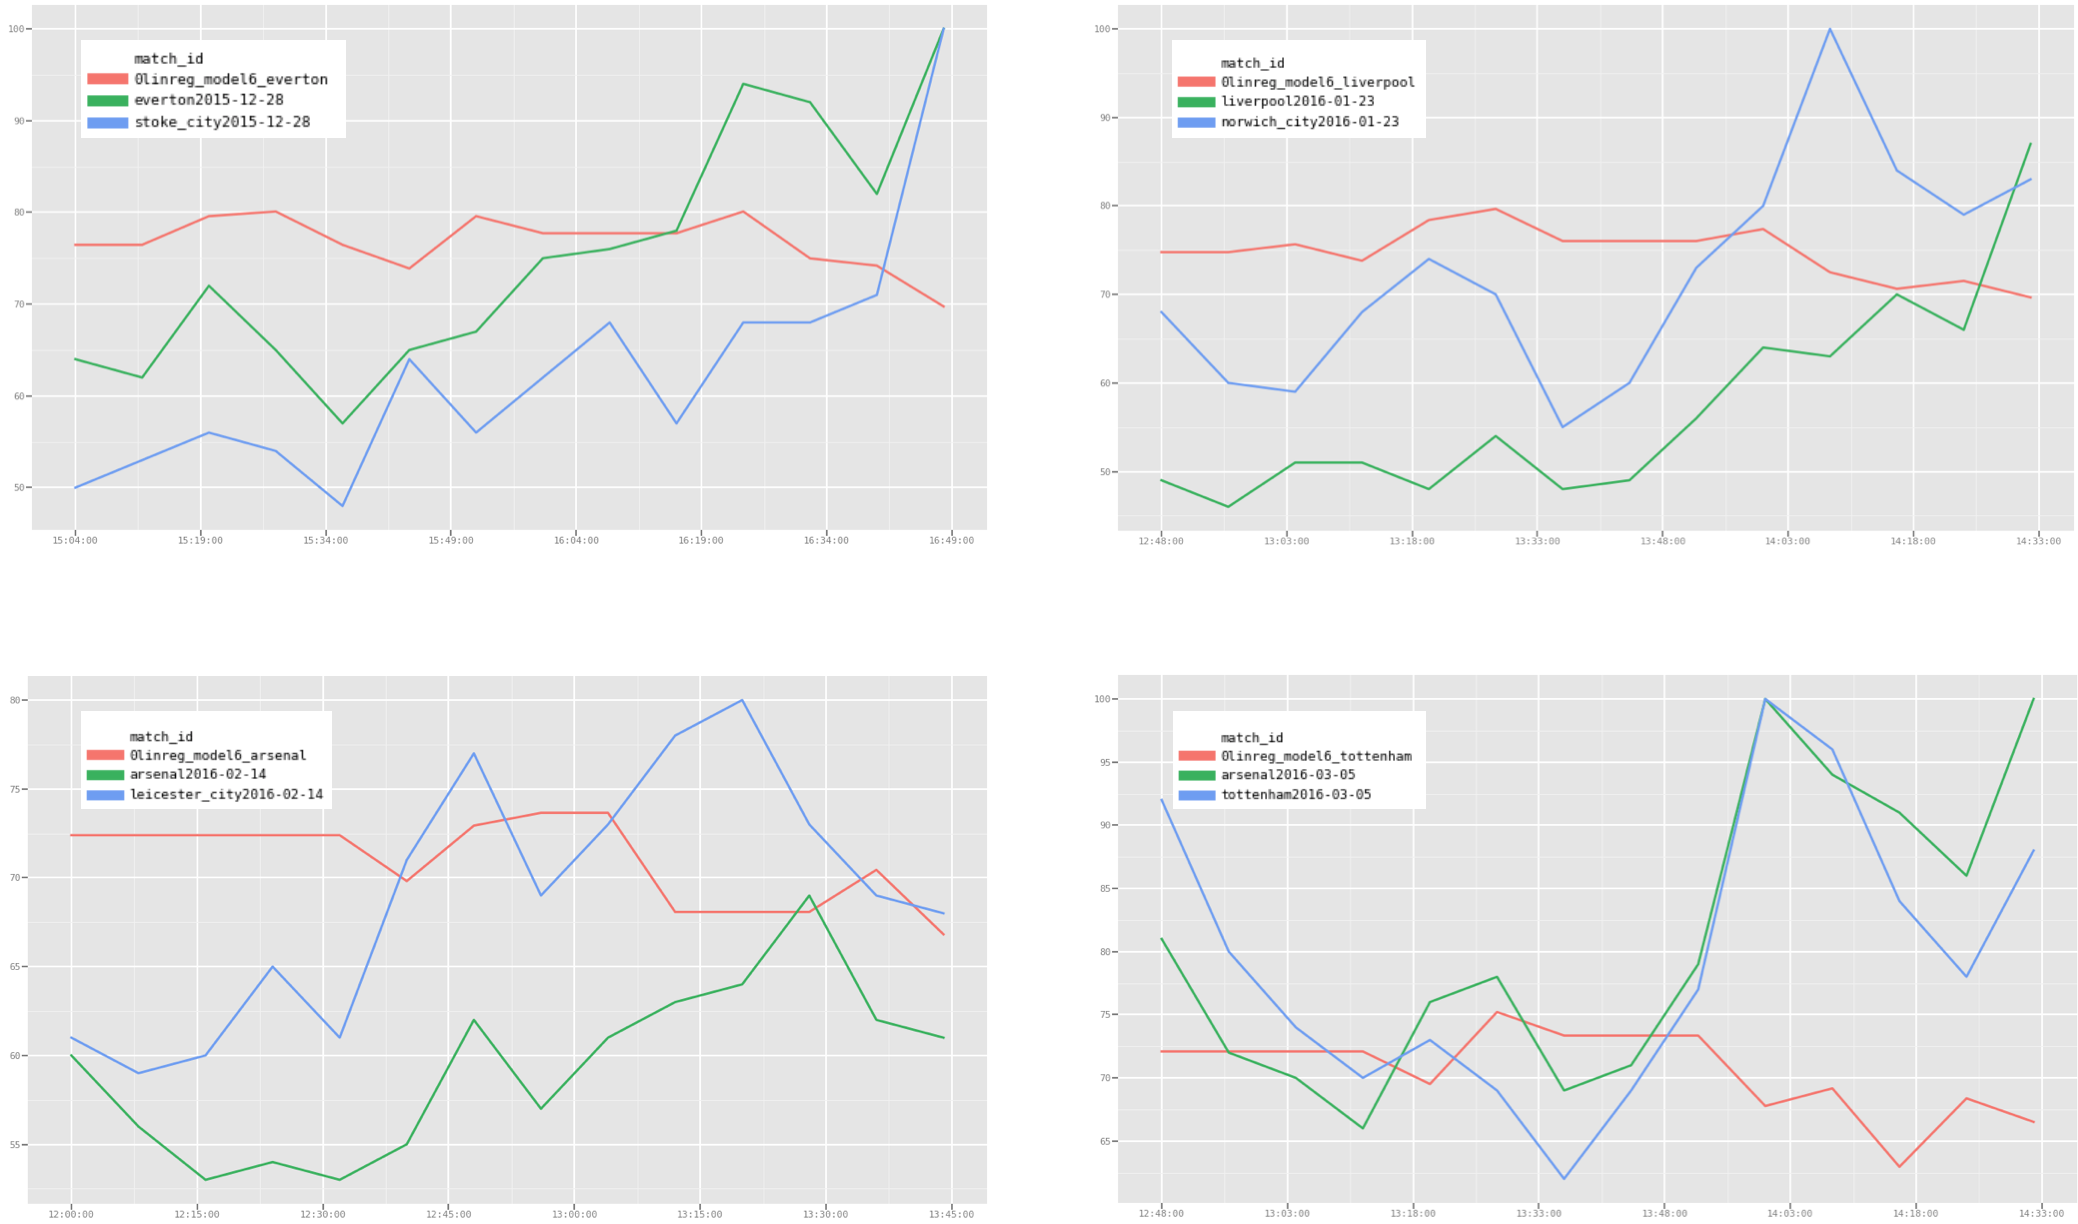 100
90
80
70
60
50
match_id
0linreg_model6_everton
everton2015-12-28
stoke_city2015-12-28
15:04:00 15:19:00 15:34:00 15:49:00 16:04:00 16:19:00 16:34:00 16:49:00
100
90
80
70
60
50
match_id
0linreg_model6_liverpool
liverpool2016-01-23
norwich_city2016-01-23
12:48:00 13:03:00 13:18:00 13:33:00 13:48:00 14:03:00 14:18:00 14:33:00
80
75
70
65
60
55
match_id
0linreg_model6_arsenal
arsenal2016-02-14
leicester_city2016-02-14
12:00:00 12:15:00 12:30:00 12:45:00 13:00:00 13:15:00 13:30:00 13:45:00
100
95
90
85
80
75
70
65
match_id
0linreg_model6_tottenham
arsenal2016-03-05
tottenham2016-03-05
12:48:00 13:03:00 13:18:00 13:33:00 13:48:00 14:03:00 14:18:00 14:33:00